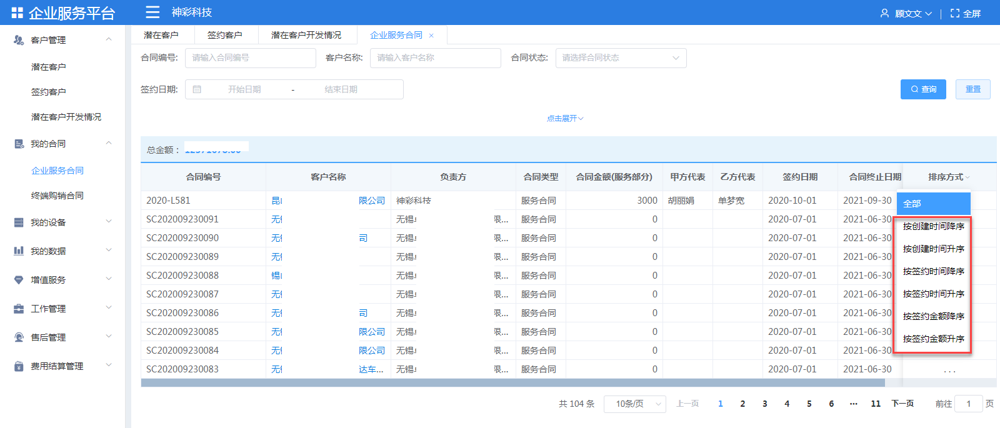 企业服务平台
神彩科技
顾文文
全屏
客户管理
潜在客户
签约客户
潜在客户开发情况
我的合同
企业服务合同
终端购销合同
我的设备
我的数据
增值服务
工作管理
售后管理
费用结算管理
潜在客户 签约客户 潜在客户开发情况 企业服务合同 ×
合同编号: 请输入合同编号 客户名称: 请输入客户名称 合同状态: 请选择合同状态
签约日期: 开始日期 - 结束日期 查询 重置
点击展开
总金额：
合同编号 客户名称 负责方 合同类型 合同金额(服务部分) 甲方代表 乙方代表 签约日期 合同终止日期 排序方式
2020-L581 昆山 限公司 神彩科技 服务合同 3000 胡丽娟 单梦宽 2020-10-01 2021-09-30
SC202009230091 无锡 无锡 限... 服务合同 0 2020-07-01 2021-06-30
SC202009230090 无锡 司 无锡 限... 服务合同 0 2020-07-01 2021-06-30
SC202009230089 无锡 无锡 限... 服务合同 0 2020-07-01 2021-06-30
SC202009230088 锡山 无锡 限... 服务合同 0 2020-07-01 2021-06-30
SC202009230087 无锡 无锡 限... 服务合同 0 2020-07-01 2021-06-30
SC202009230086 无锡 司 无锡 限... 服务合同 0 2020-07-01 2021-06-30
SC202009230085 无锡 限公司 无锡 限... 服务合同 0 2020-07-01 2021-06-30
SC202009230084 无锡 限公司 无锡 限... 服务合同 0 2020-07-01 2021-06-30
SC202009230083 无锡 达车... 无锡 限... 服务合同 0 2020-07-01 2021-06-30 ...
全部
按创建时间降序
按创建时间升序
按签约时间降序
按签约时间升序
按签约金额降序
按签约金额升序
共 104 条 10条/页 上一页 1 2 3 4 5 6 ··· 11 下一页 前往 1 页